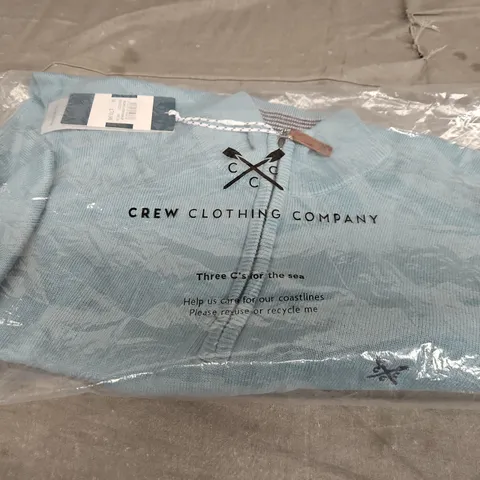 C C
C
CREW CLOTHING COMPANY
Three C's for the sea
Help us care for our coastlines
Please reuse or recycle me